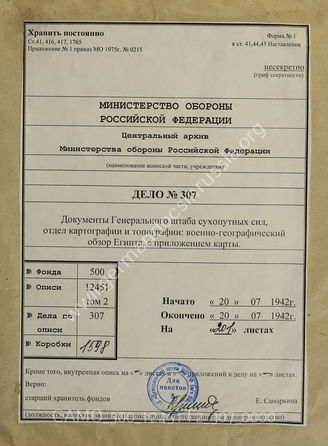 Хранить постоянно
Ст.41, 416, 417, 1765
Приложение № 1 приказ МО 1975г. № 0215
Форма № 1
к ст. 41,44,45 Наставления
несекретно
(гриф секретности)
МИНИСТЕРСТВО ОБОРОНЫ
РОССИЙСКОЙ ФЕДЕРАЦИИ
Центральный архив
Министерства обороны Российской Федерации
(наименование воинской части, учреждения)
ДЕЛО № 307
Документы Генерального штаба сухопутных сил,
отдел картографии и топографии: военно-географический
обзор Египта с приложением карты.
№ Фонда 500
№ Описи 12451
том 2
№ Дела по описи 307
№ Коробки 1598
Начато « 20 » 07 1942г.
Окончено « 20 » 07 1942г.
На «201» листах
Кроме того, внутренняя опись на листах и приложений к делу на листах.
Верно:
старший хранитель фондов
Е. Самаркина
Для пакетов